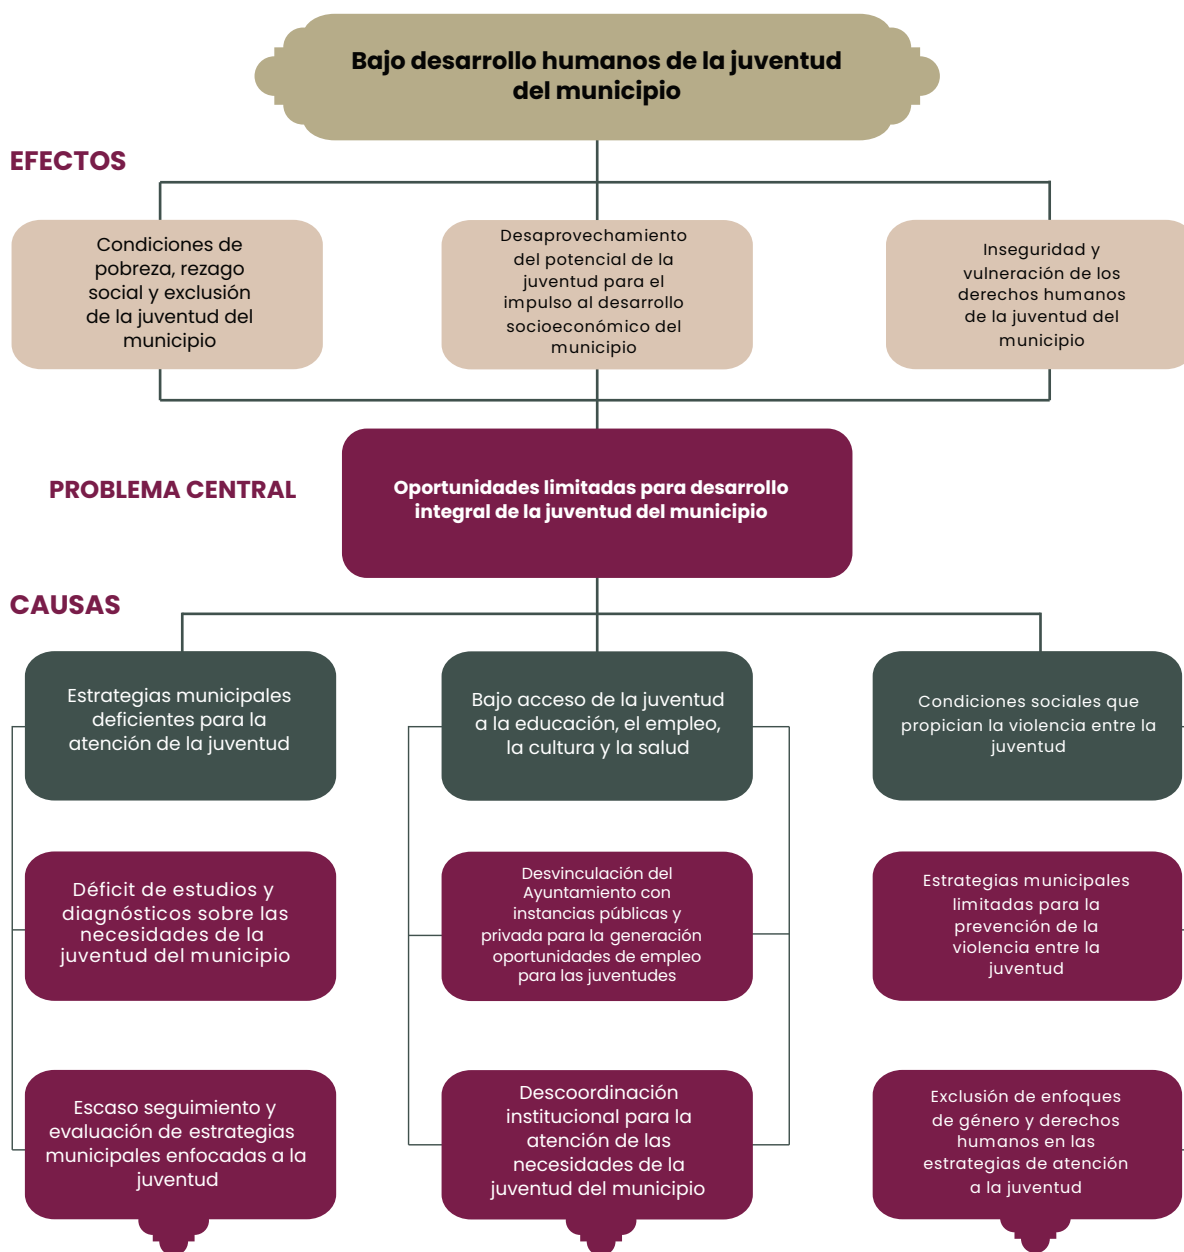 Bajo desarrollo humanos de la juventud
del municipio
EFECTOS
Condiciones de
pobreza, rezago
social y exclusión
de la juventud del
municipio
Desaprovechamiento
del potencial de la
juventud para el
impulso al desarrollo
socioeconómico del
municipio
Inseguridad y
vulneración de los
derechos humanos
de la juventud del
municipio
PROBLEMA CENTRAL
Oportunidades limitadas para desarrollo
integral de la juventud del municipio
CAUSAS
Estrategias municipales
deficientes para la
atención de la juventud
Bajo acceso de la juventud
a la educación, el empleo,
la cultura y la salud
Condiciones sociales que
propician la violencia entre la
juventud
Déficit de estudios y
diagnósticos sobre las
necesidades de la
juventud del municipio
Desvinculación del
Ayuntamiento con
instancias públicas y
privada para la generación
oportunidades de empleo
para las juventudes
Estrategias municipales
limitadas para la
prevención de la
violencia entre la
juventud
Escaso seguimiento y
evaluación de estrategias
municipales enfocadas a la
juventud
Descoordinación
institucional para la
atención de las
necesidades de la
juventud del municipio
Exclusión de enfoques
de género y derechos
humanos en las
estrategias de atención
a la juventud